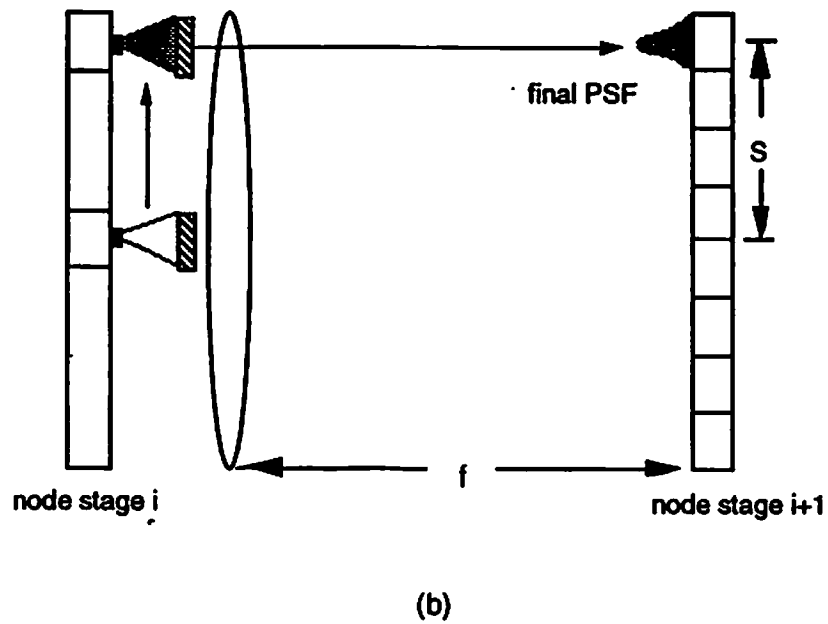 final PSF
S
f
node stage i
node stage i+1
(b)